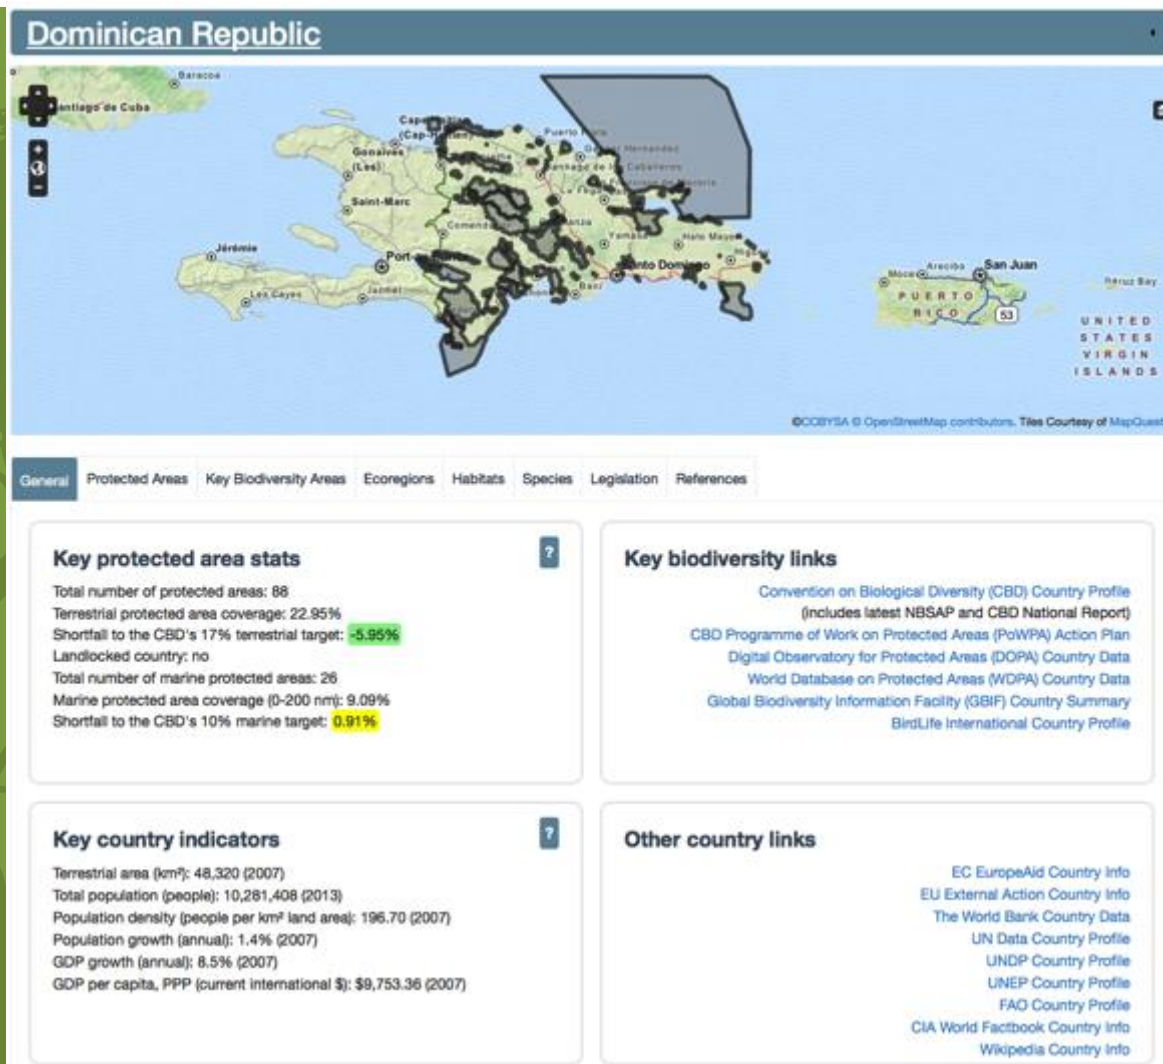 Dominican Republic
Baracoa
Santiago de Cuba
Puerto
Gonaïves
(Les)
Saint-Marc
Jérémie
Les Cayes
Jacmel
Yamasa
Hato Mayor
Santo Domingo
Bani
Arecibo
San Juan
PUERTO
RICO
53
UNITED
STATES
VIRGIN
ISLANDS
©COBYSA © OpenStreetMap contributors. Tiles Courtesy of MapQuest
General Protected Areas Key Biodiversity Areas Ecoregions Habitats Species Legislation References
Key protected area stats
?
Total number of protected areas: 88
Terrestrial protected area coverage: 22.95%
Shortfall to the CBD's 17% terrestrial target: -5.95%
Landlocked country: no
Total number of marine protected areas: 26
Marine protected area coverage (0-200 nm): 9.09%
Shortfall to the CBD's 10% marine target: 0.91%
Key biodiversity links
Convention on Biological Diversity (CBD) Country Profile
(includes latest NBSAP and CBD National Report)
CBD Programme of Work on Protected Areas (PoWPA) Action Plan
Digital Observatory for Protected Areas (DOPA) Country Data
World Database on Protected Areas (WDPA) Country Data
Global Biodiversity Information Facility (GBIF) Country Summary
BirdLife International Country Profile
Key country indicators
?
Terrestrial area (km²): 48,320 (2007)
Total population (people): 10,281,408 (2013)
Population density (people per km² land area): 196.70 (2007)
Population growth (annual): 1.4% (2007)
GDP growth (annual): 8.5% (2007)
GDP per capita, PPP (current international $): $9,753.36 (2007)
Other country links
EC EuropeAid Country Info
EU External Action Country Info
The World Bank Country Data
UN Data Country Profile
UNDP Country Profile
UNEP Country Profile
FAO Country Profile
CIA World Factbook Country Info
Wikipedia Country Info